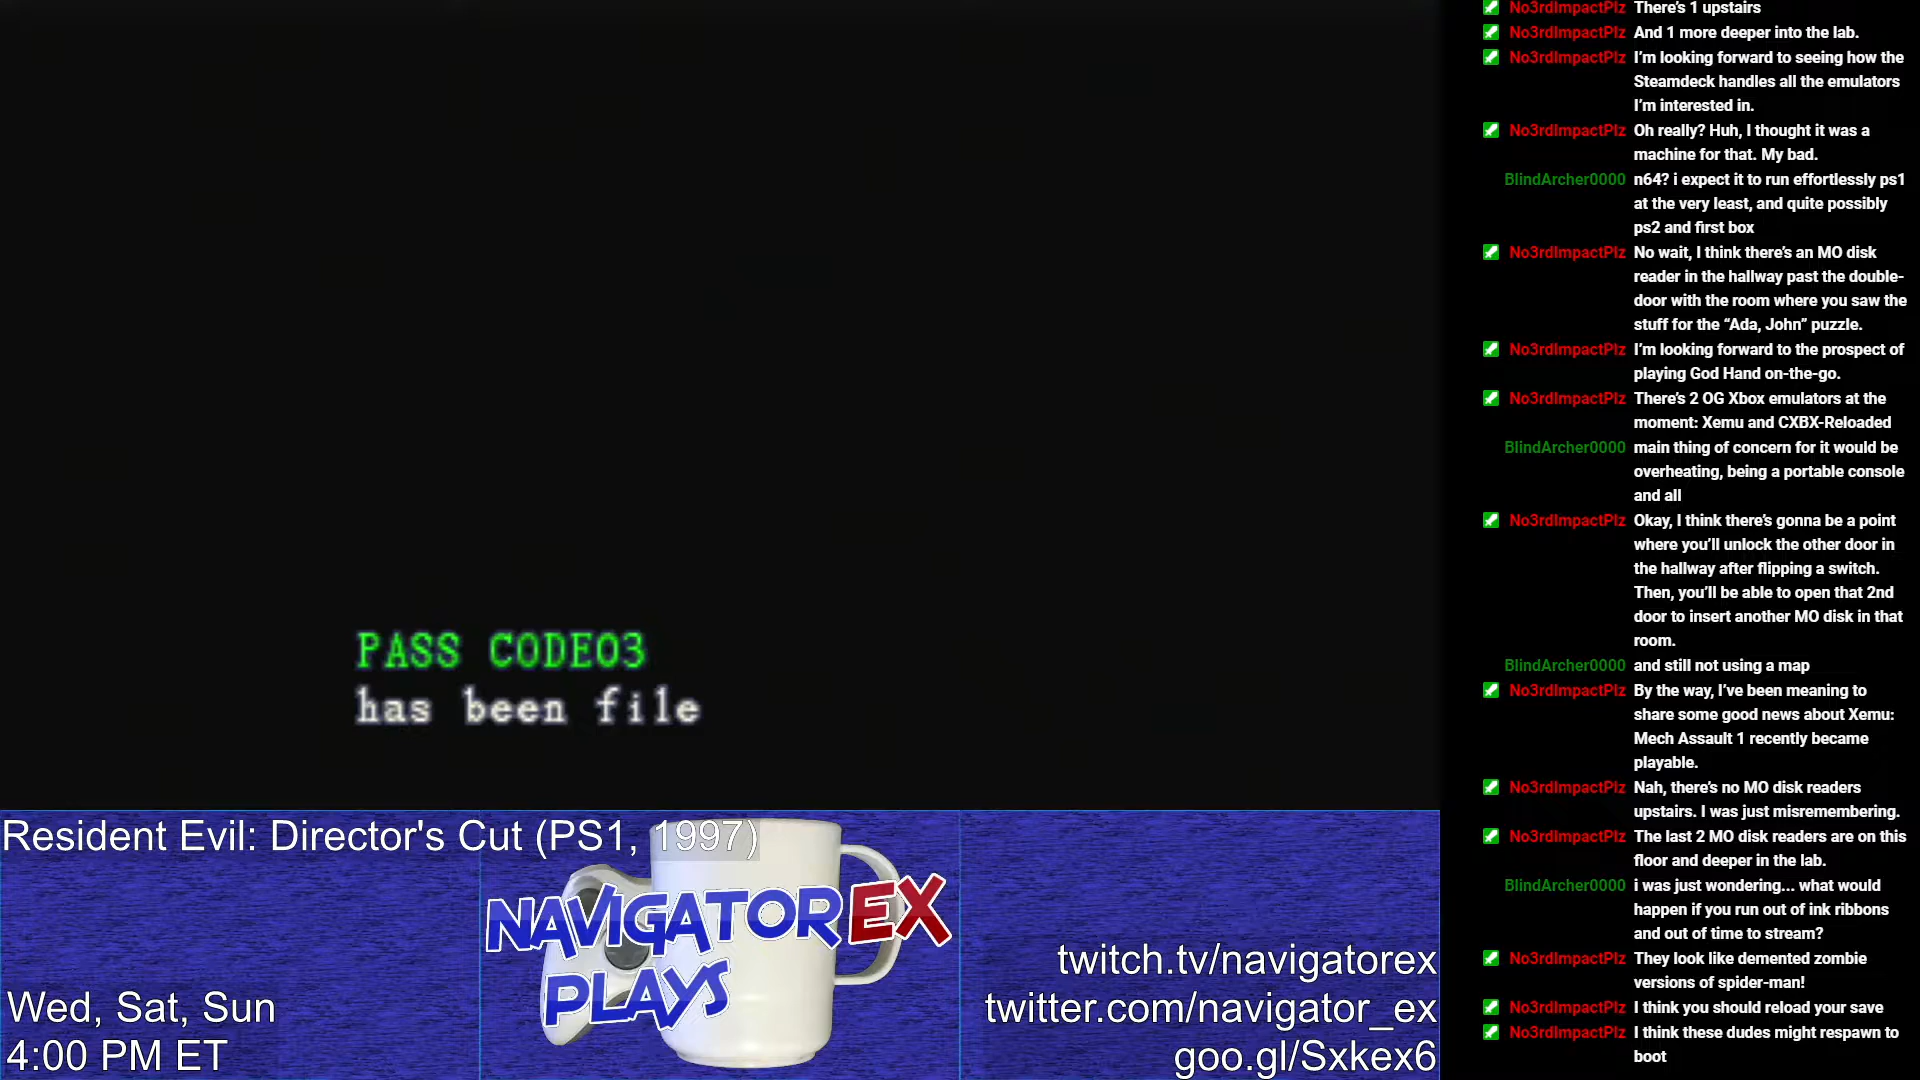 PASS CODE03
has been file
Resident Evil: Director's Cut (PS1, 1997)
NAVIGATOREX
PLAYS
Wed, Sat, Sun
4:00 PM ET
twitch.tv/navigatorex
twitter.com/navigator_ex
goo.gl/Sxkex6
No3rdImpactPlz There's 1 upstairs
No3rdImpactPlz And 1 more deeper into the lab.
No3rdImpactPlz I'm looking forward to seeing how the
Steamdeck handles all the emulators
I'm interested in.
No3rdImpactPlz Oh really? Huh, I thought it was a
machine for that. My bad.
BlindArcher0000 n64? i expect it to run effortlessly ps1
at the very least, and quite possibly
ps2 and first box
No3rdImpactPlz No wait, I think there's an MO disk
reader in the hallway past the double-
door with the room where you saw the
stuff for the “Ada, John” puzzle.
No3rdImpactPlz I'm looking forward to the prospect of
playing God Hand on-the-go.
No3rdImpactPlz There's 2 OG Xbox emulators at the
moment: Xemu and CXBX-Reloaded
BlindArcher0000 main thing of concern for it would be
overheating, being a portable console
and all
No3rdImpactPlz Okay, I think there's gonna be a point
where you'll unlock the other door in
the hallway after flipping a switch.
Then, you'll be able to open that 2nd
door to insert another MO disk in that
room.
BlindArcher0000 and still not using a map
No3rdImpactPlz By the way, I've been meaning to
share some good news about Xemu:
Mech Assault 1 recently became
playable.
No3rdImpactPlz Nah, there's no MO disk readers
upstairs. I was just misremembering.
No3rdImpactPlz The last 2 MO disk readers are on this
floor and deeper in the lab.
BlindArcher0000 i was just wondering... what would
happen if you run out of ink ribbons
and out of time to stream?
No3rdImpactPlz They look like demented zombie
versions of spider-man!
No3rdImpactPlz I think you should reload your save
No3rdImpactPlz I think these dudes might respawn to
boot